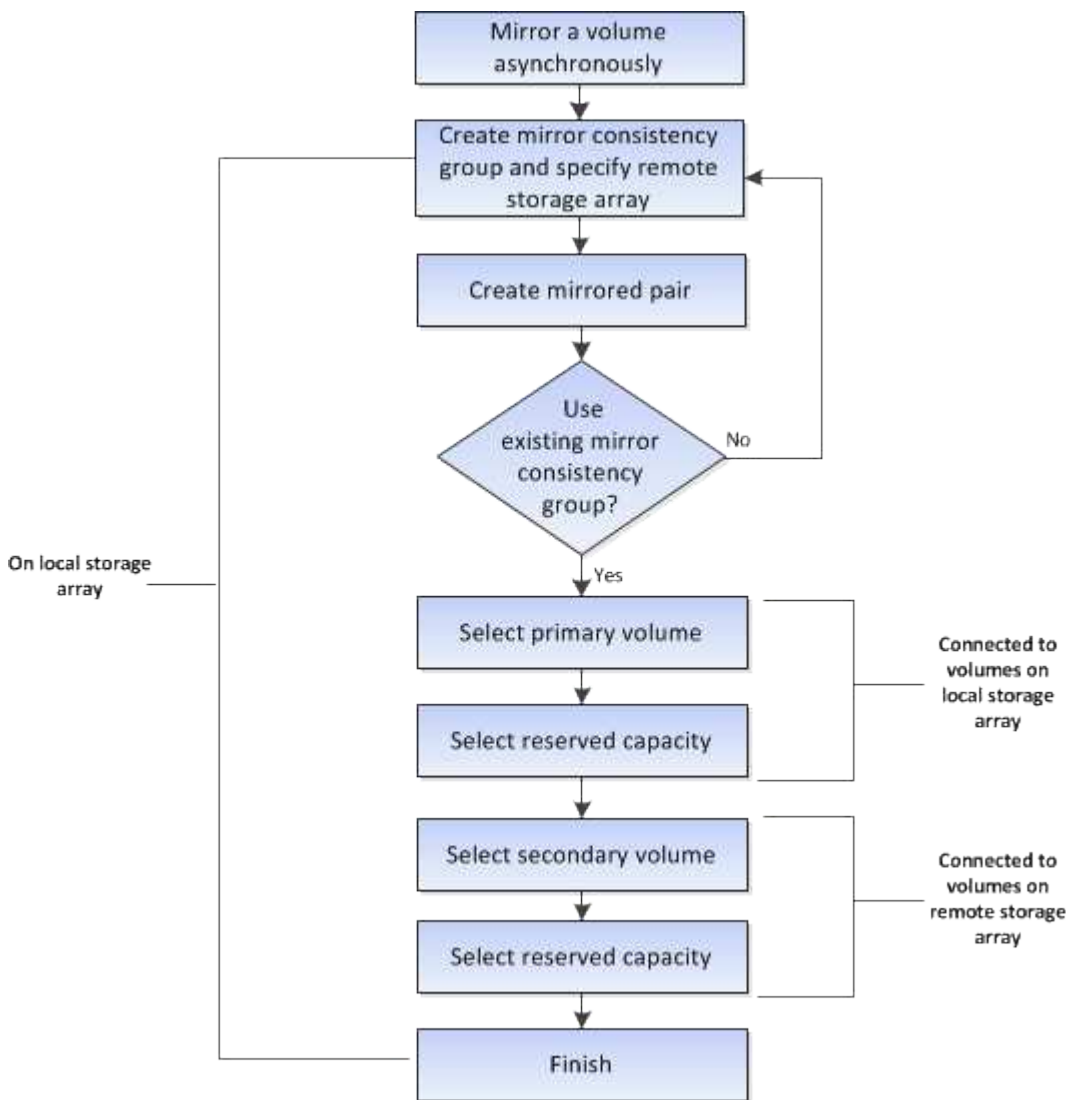 Mirror a volume
asynchronously
Create mirror consistency
group and specify remote
storage array
Create mirrored pair
Use
existing mirror
consistency
group?
No
Yes
On local storage
array
Select primary volume
Select reserved capacity
Connected to
volumes on
local storage
array
Select secondary volume
Select reserved capacity
Connected to
volumes on
remote storage
array
Finish